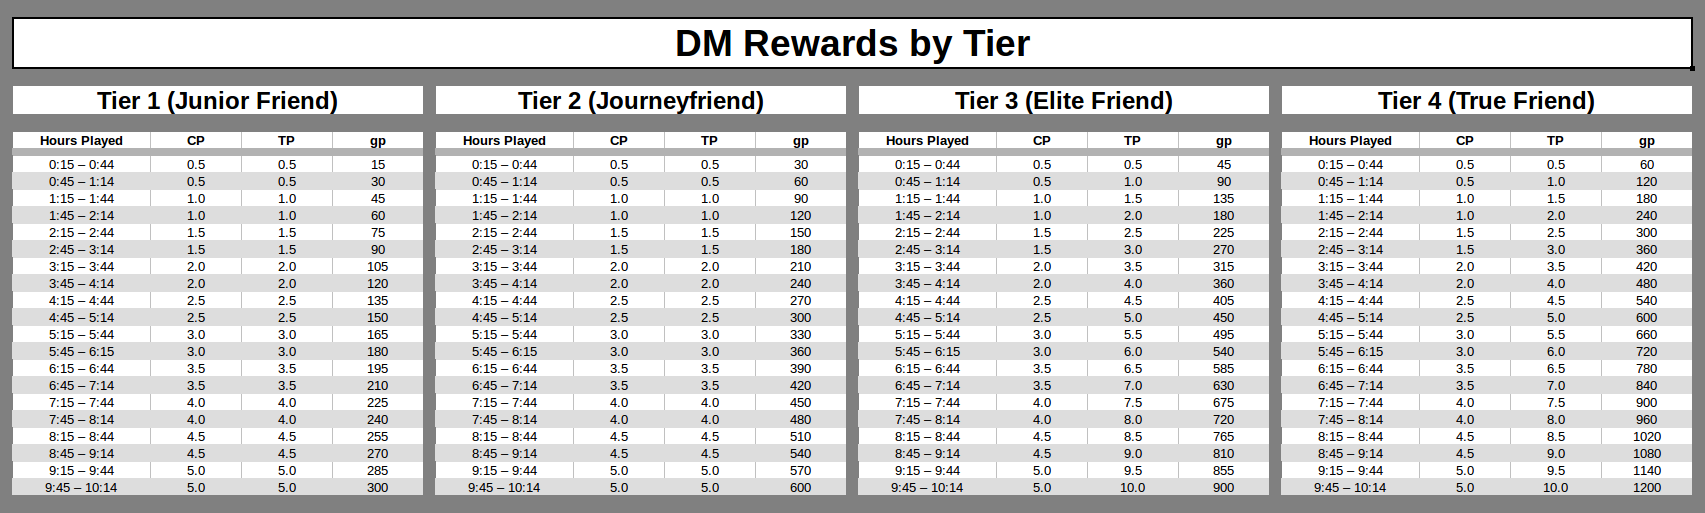 DM Rewards by Tier
Tier 1 (Junior Friend) Tier 2 (Journeyfriend) Tier 3 (Elite Friend) Tier 4 (True Friend)
Hours Played CP TP gp Hours Played CP TP gp Hours Played CP TP gp Hours Played CP TP gp
0:15 – 0:44 0.5 0.5 15 0:15 – 0:44 0.5 0.5 30 0:15 – 0:44 0.5 0.5 45 0:15 – 0:44 0.5 0.5 60
0:45 – 1:14 0.5 0.5 30 0:45 – 1:14 0.5 0.5 60 0:45 – 1:14 0.5 1.0 90 0:45 – 1:14 0.5 1.0 120
1:15 – 1:44 1.0 1.0 45 1:15 – 1:44 1.0 1.0 90 1:15 – 1:44 1.0 1.5 135 1:15 – 1:44 1.0 1.5 180
1:45 – 2:14 1.0 1.0 60 1:45 – 2:14 1.0 1.0 120 1:45 – 2:14 1.0 2.0 180 1:45 – 2:14 1.0 2.0 240
2:15 – 2:44 1.5 1.5 75 2:15 – 2:44 1.5 1.5 150 2:15 – 2:44 1.5 2.5 225 2:15 – 2:44 1.5 2.5 300
2:45 – 3:14 1.5 1.5 90 2:45 – 3:14 1.5 1.5 180 2:45 – 3:14 1.5 3.0 270 2:45 – 3:14 1.5 3.0 360
3:15 – 3:44 2.0 2.0 105 3:15 – 3:44 2.0 2.0 210 3:15 – 3:44 2.0 3.5 315 3:15 – 3:44 2.0 3.5 420
3:45 – 4:14 2.0 2.0 120 3:45 – 4:14 2.0 2.0 240 3:45 – 4:14 2.0 4.0 360 3:45 – 4:14 2.0 4.0 480
4:15 – 4:44 2.5 2.5 135 4:15 – 4:44 2.5 2.5 270 4:15 – 4:44 2.5 4.5 405 4:15 – 4:44 2.5 4.5 540
4:45 – 5:14 2.5 2.5 150 4:45 – 5:14 2.5 2.5 300 4:45 – 5:14 2.5 5.0 450 4:45 – 5:14 2.5 5.0 600
5:15 – 5:44 3.0 3.0 165 5:15 – 5:44 3.0 3.0 330 5:15 – 5:44 3.0 5.5 495 5:15 – 5:44 3.0 5.5 660
5:45 – 6:15 3.0 3.0 180 5:45 – 6:15 3.0 3.0 360 5:45 – 6:15 3.0 6.0 540 5:45 – 6:15 3.0 6.0 720
6:15 – 6:44 3.5 3.5 195 6:15 – 6:44 3.5 3.5 390 6:15 – 6:44 3.5 6.5 585 6:15 – 6:44 3.5 6.5 780
6:45 – 7:14 3.5 3.5 210 6:45 – 7:14 3.5 3.5 420 6:45 – 7:14 3.5 7.0 630 6:45 – 7:14 3.5 7.0 840
7:15 – 7:44 4.0 4.0 225 7:15 – 7:44 4.0 4.0 450 7:15 – 7:44 4.0 7.5 675 7:15 – 7:44 4.0 7.5 900
7:45 – 8:14 4.0 4.0 240 7:45 – 8:14 4.0 4.0 480 7:45 – 8:14 4.0 8.0 720 7:45 – 8:14 4.0 8.0 960
8:15 – 8:44 4.5 4.5 255 8:15 – 8:44 4.5 4.5 510 8:15 – 8:44 4.5 8.5 765 8:15 – 8:44 4.5 8.5 1020
8:45 – 9:14 4.5 4.5 270 8:45 – 9:14 4.5 4.5 540 8:45 – 9:14 4.5 9.0 810 8:45 – 9:14 4.5 9.0 1080
9:15 – 9:44 5.0 5.0 285 9:15 – 9:44 5.0 5.0 570 9:15 – 9:44 5.0 9.5 855 9:15 – 9:44 5.0 9.5 1140
9:45 – 10:14 5.0 5.0 300 9:45 – 10:14 5.0 5.0 600 9:45 – 10:14 5.0 10.0 900 9:45 – 10:14 5.0 10.0 1200